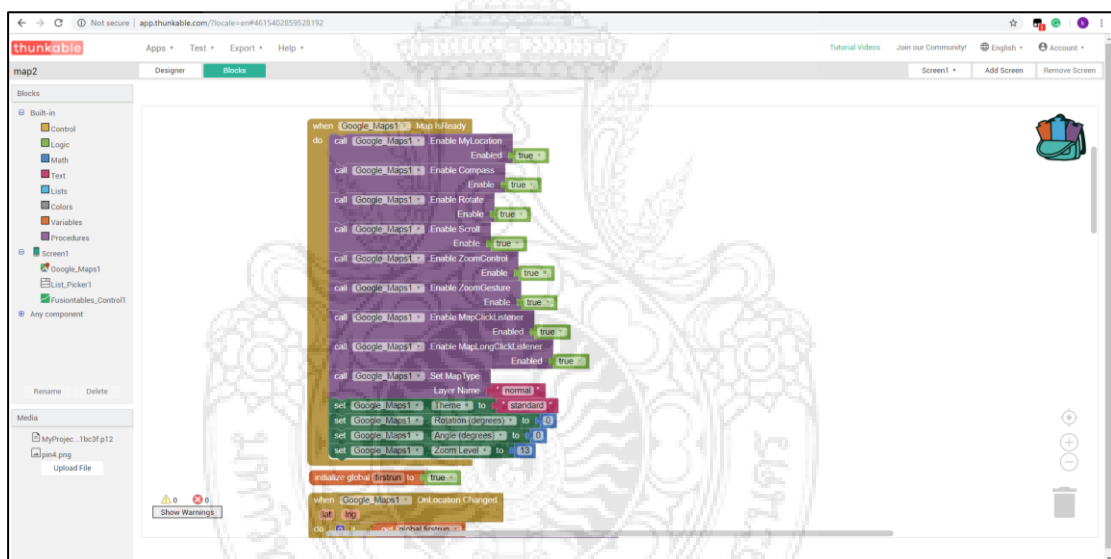 Not secure | app.thunkable.com/?locale=en#4615402859528192
thunkable Apps Test Export Help Tutorial Videos Join our Community! English Account
map2 Designer Blocks Screen1 Add Screen Remove Screen
Blocks
Built-in
Control
Logic
Math
Text
Lists
Colors
Variables
Procedures
Screen1
Google_Maps1
List_Picker1
Fusiontables_Control1
Any component
Rename Delete
Media
MyProjec...1bc3f.p12
pin4.png
Upload File
when Google_Maps1 .Map IsReady
do call Google_Maps1 .Enable MyLocation
Enabled true
call Google_Maps1 .Enable Compass
Enable true
call Google_Maps1 .Enable Rotate
Enable true
call Google_Maps1 .Enable Scroll
Enable true
call Google_Maps1 .Enable ZoomControl
Enable true
call Google_Maps1 .Enable ZoomGesture
Enable true
call Google_Maps1 .Enable MapClickListener
Enabled true
call Google_Maps1 .Enable MapLongClickListener
Enabled true
call Google_Maps1 .Set MapType
Layer Name " normal "
set Google_Maps1 . Theme to " standard "
set Google_Maps1 . Rotation (degrees) to 0
set Google_Maps1 . Angle (degrees) to 0
set Google_Maps1 . Zoom Level to 13
initialize global firstrun to true
when Google_Maps1 .OnLocation Changed
lat lng
do if get global firstrun
0 0
Show Warnings